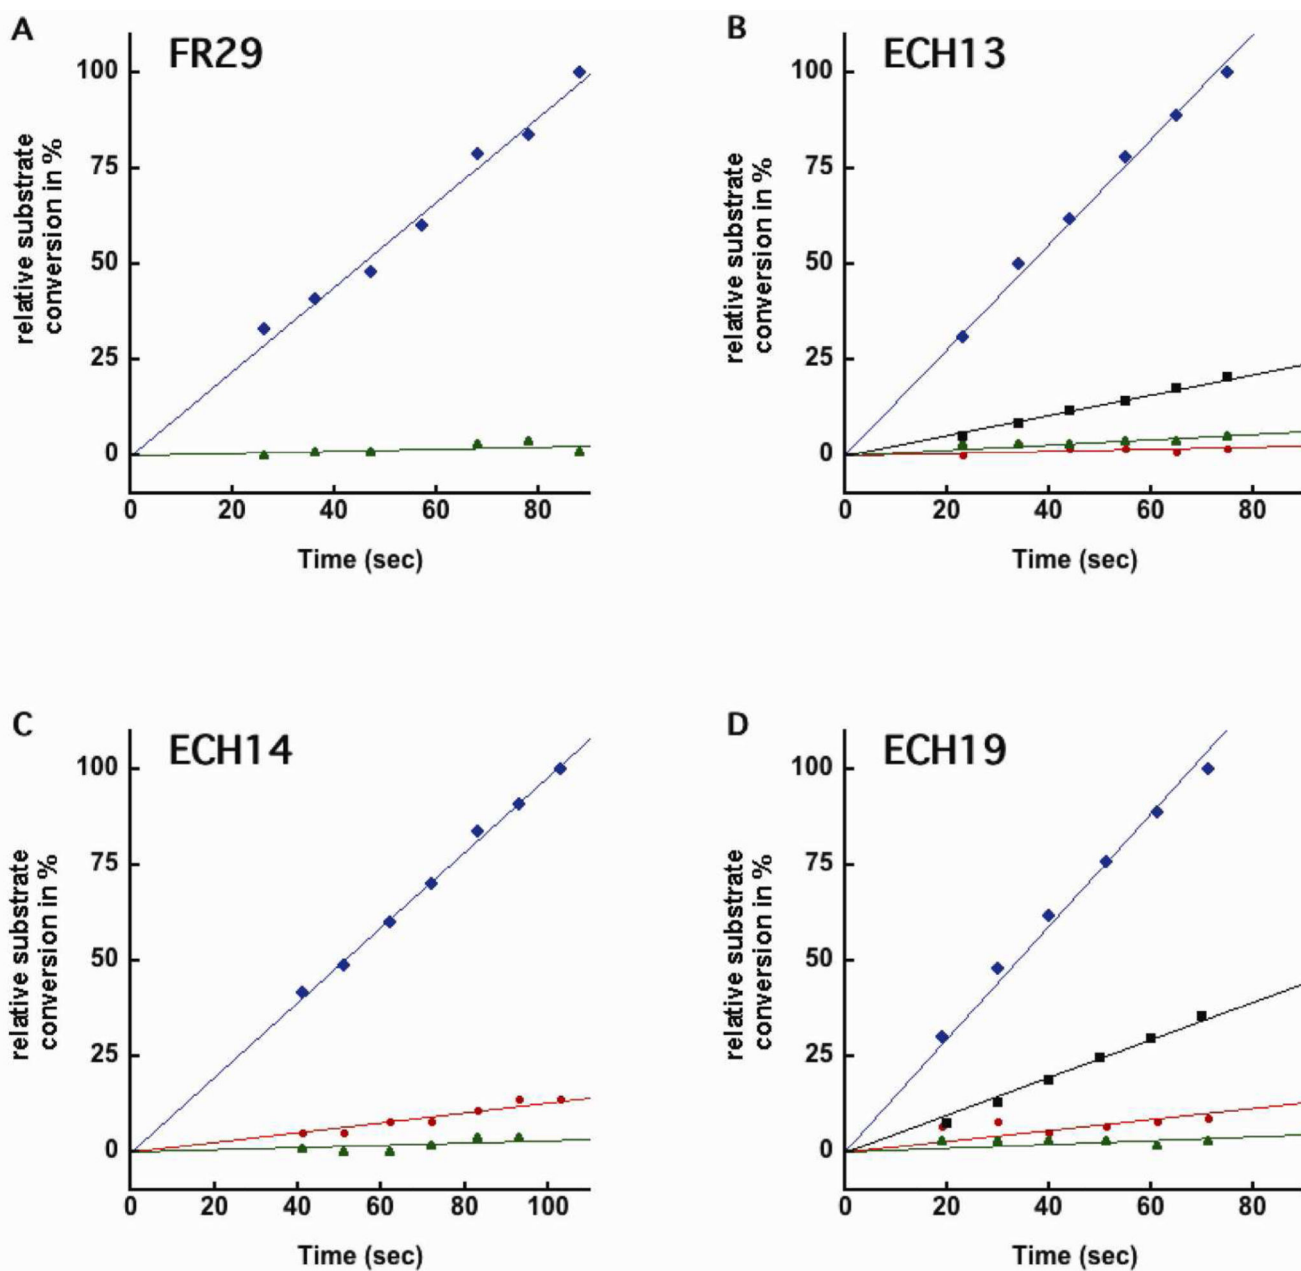 A
FR29
relative substrate
conversion in %
100
75
50
25
0
0 20 40 60 80
Time (sec)
B
ECH13
relative substrate
conversion in %
100
75
50
25
0
0 20 40 60 80
Time (sec)
C
ECH14
relative substrate
conversion in %
100
75
50
25
0
0 20 40 60 80 100
Time (sec)
D
ECH19
relative substrate
conversion in %
100
75
50
25
0
0 20 40 60 80
Time (sec)